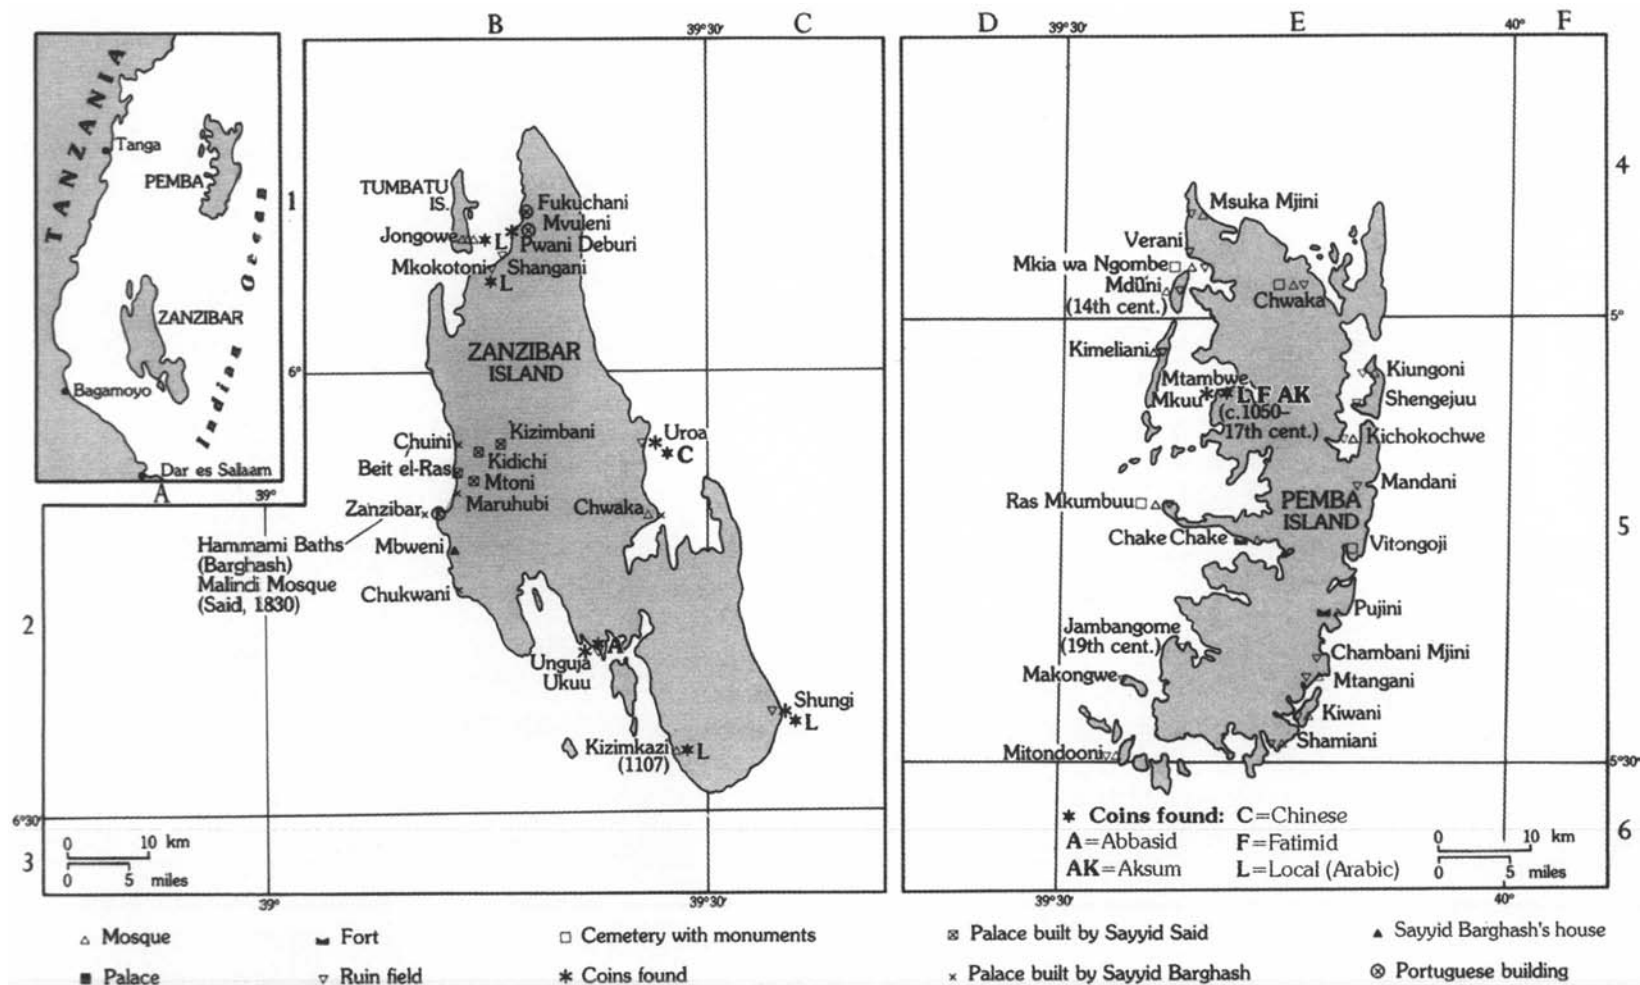 B
C
D
E
F
39°30'
39°30'
40°
TANZANIA
Tanga
PEMBA
ZANZIBAR
Indian Ocean
Bagamoyo
Dar es Salaam
A
39°
1
2
3
4
5
6
TUMBATU
IS.
Fukuchani
Mvuleni
Jongowe
L
Pwani Deburi
Mkokotoni
Shangani
L
ZANZIBAR
ISLAND
6°
Chuini
Kizimbani
Uroa
Beit el-Ras
Kidichi
C
Mtoni
Maruhubi
Zanzibar
Chwaka
Hammami Baths
(Barghash)
Malindi Mosque
(Said, 1830)
Mbweni
Chukwani
A
Unguja
Ukuu
Shungi
L
Kizimkazi
(1107)
L
6°30'
0 10 km
0 5 miles
39°
39°30'
Msuka Mjini
Verani
Mkia wa Ngombe
Mduni
(14th cent.)
Chwaka
5°
Kimeliani
Kiungoni
Mtambwe
Mkuu
L F AK
(c.1050–
17th cent.)
Shengejuu
Kichokochwe
Mandani
Ras Mkumbuu
PEMBA
ISLAND
Chake Chake
Vitongoji
Pujini
Jambangome
(19th cent.)
Chambani Mjini
Makongwe
Mtangani
Kiwani
Mitondooni
Shamiani
5°30'
* Coins found: C=Chinese
A=Abbasid F=Fatimid
AK=Aksum L=Local (Arabic)
0 10 km
0 5 miles
39°30'
40°
Mosque
Fort
Cemetery with monuments
Palace built by Sayyid Said
Sayyid Barghash's house
Palace
Ruin field
Coins found
Palace built by Sayyid Barghash
Portuguese building